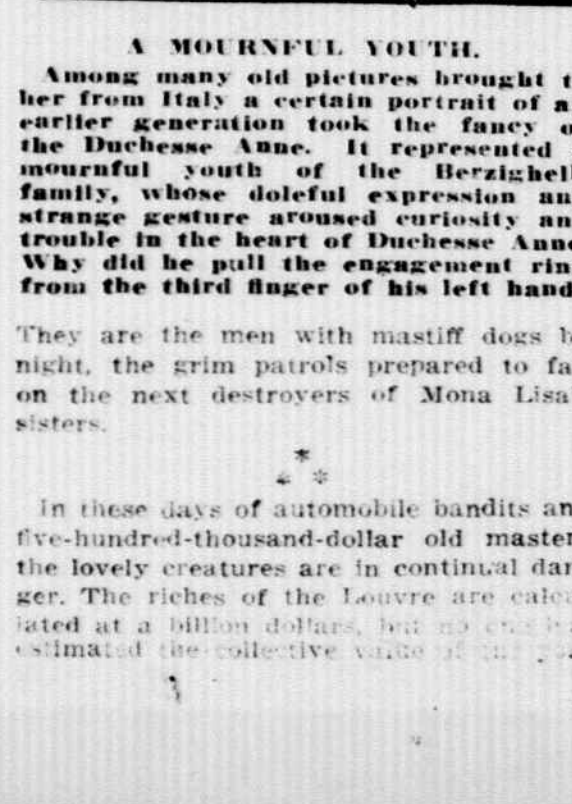 A MOURNFUL YOUTH.
Among many old pictures brought t
her from Italy a certain portrait of a
earlier generation took the fancy o
the Duchesse Anne. It represented
mournful youth of the Berzighel
family, whose doleful expression an
strange gesture aroused curiosity an
trouble in the heart of Duchesse Anne
Why did he pull the engagement rin
from the third finger of his left hand
They are the men with mastiff dogs b
night, the grim patrols prepared to fa
on the next destroyers of Mona Lisa
sisters.
*
* *
In these days of automobile bandits an
five-hundred-thousand-dollar old master
the lovely creatures are in continual dan
ger. The riches of the Louvre are calcu
lated at a billion dollars, but no one
estimated the collective value of